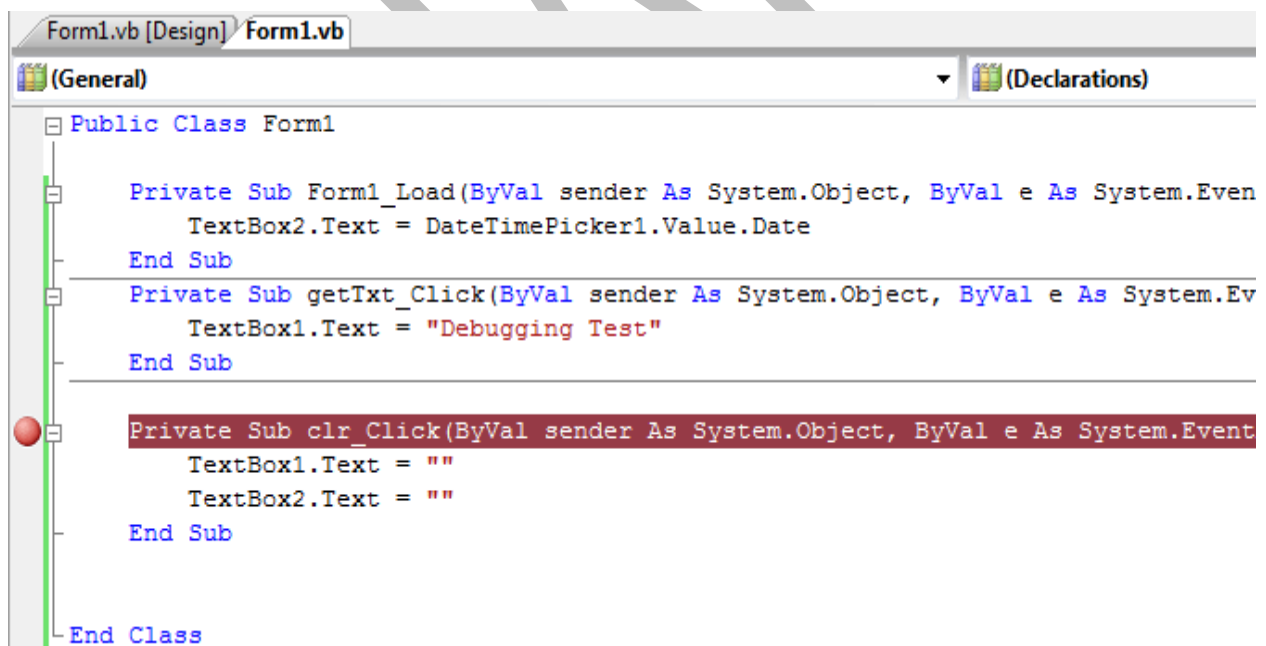 Form1.vb [Design] Form1.vb
(General) (Declarations)
Public Class Form1
Private Sub Form1_Load(ByVal sender As System.Object, ByVal e As System.Even
TextBox2.Text = DateTimePicker1.Value.Date
End Sub
Private Sub getTxt_Click(ByVal sender As System.Object, ByVal e As System.Ev
TextBox1.Text = "Debugging Test"
End Sub
Private Sub clr_Click(ByVal sender As System.Object, ByVal e As System.Event
TextBox1.Text = ""
TextBox2.Text = ""
End Sub
End Class